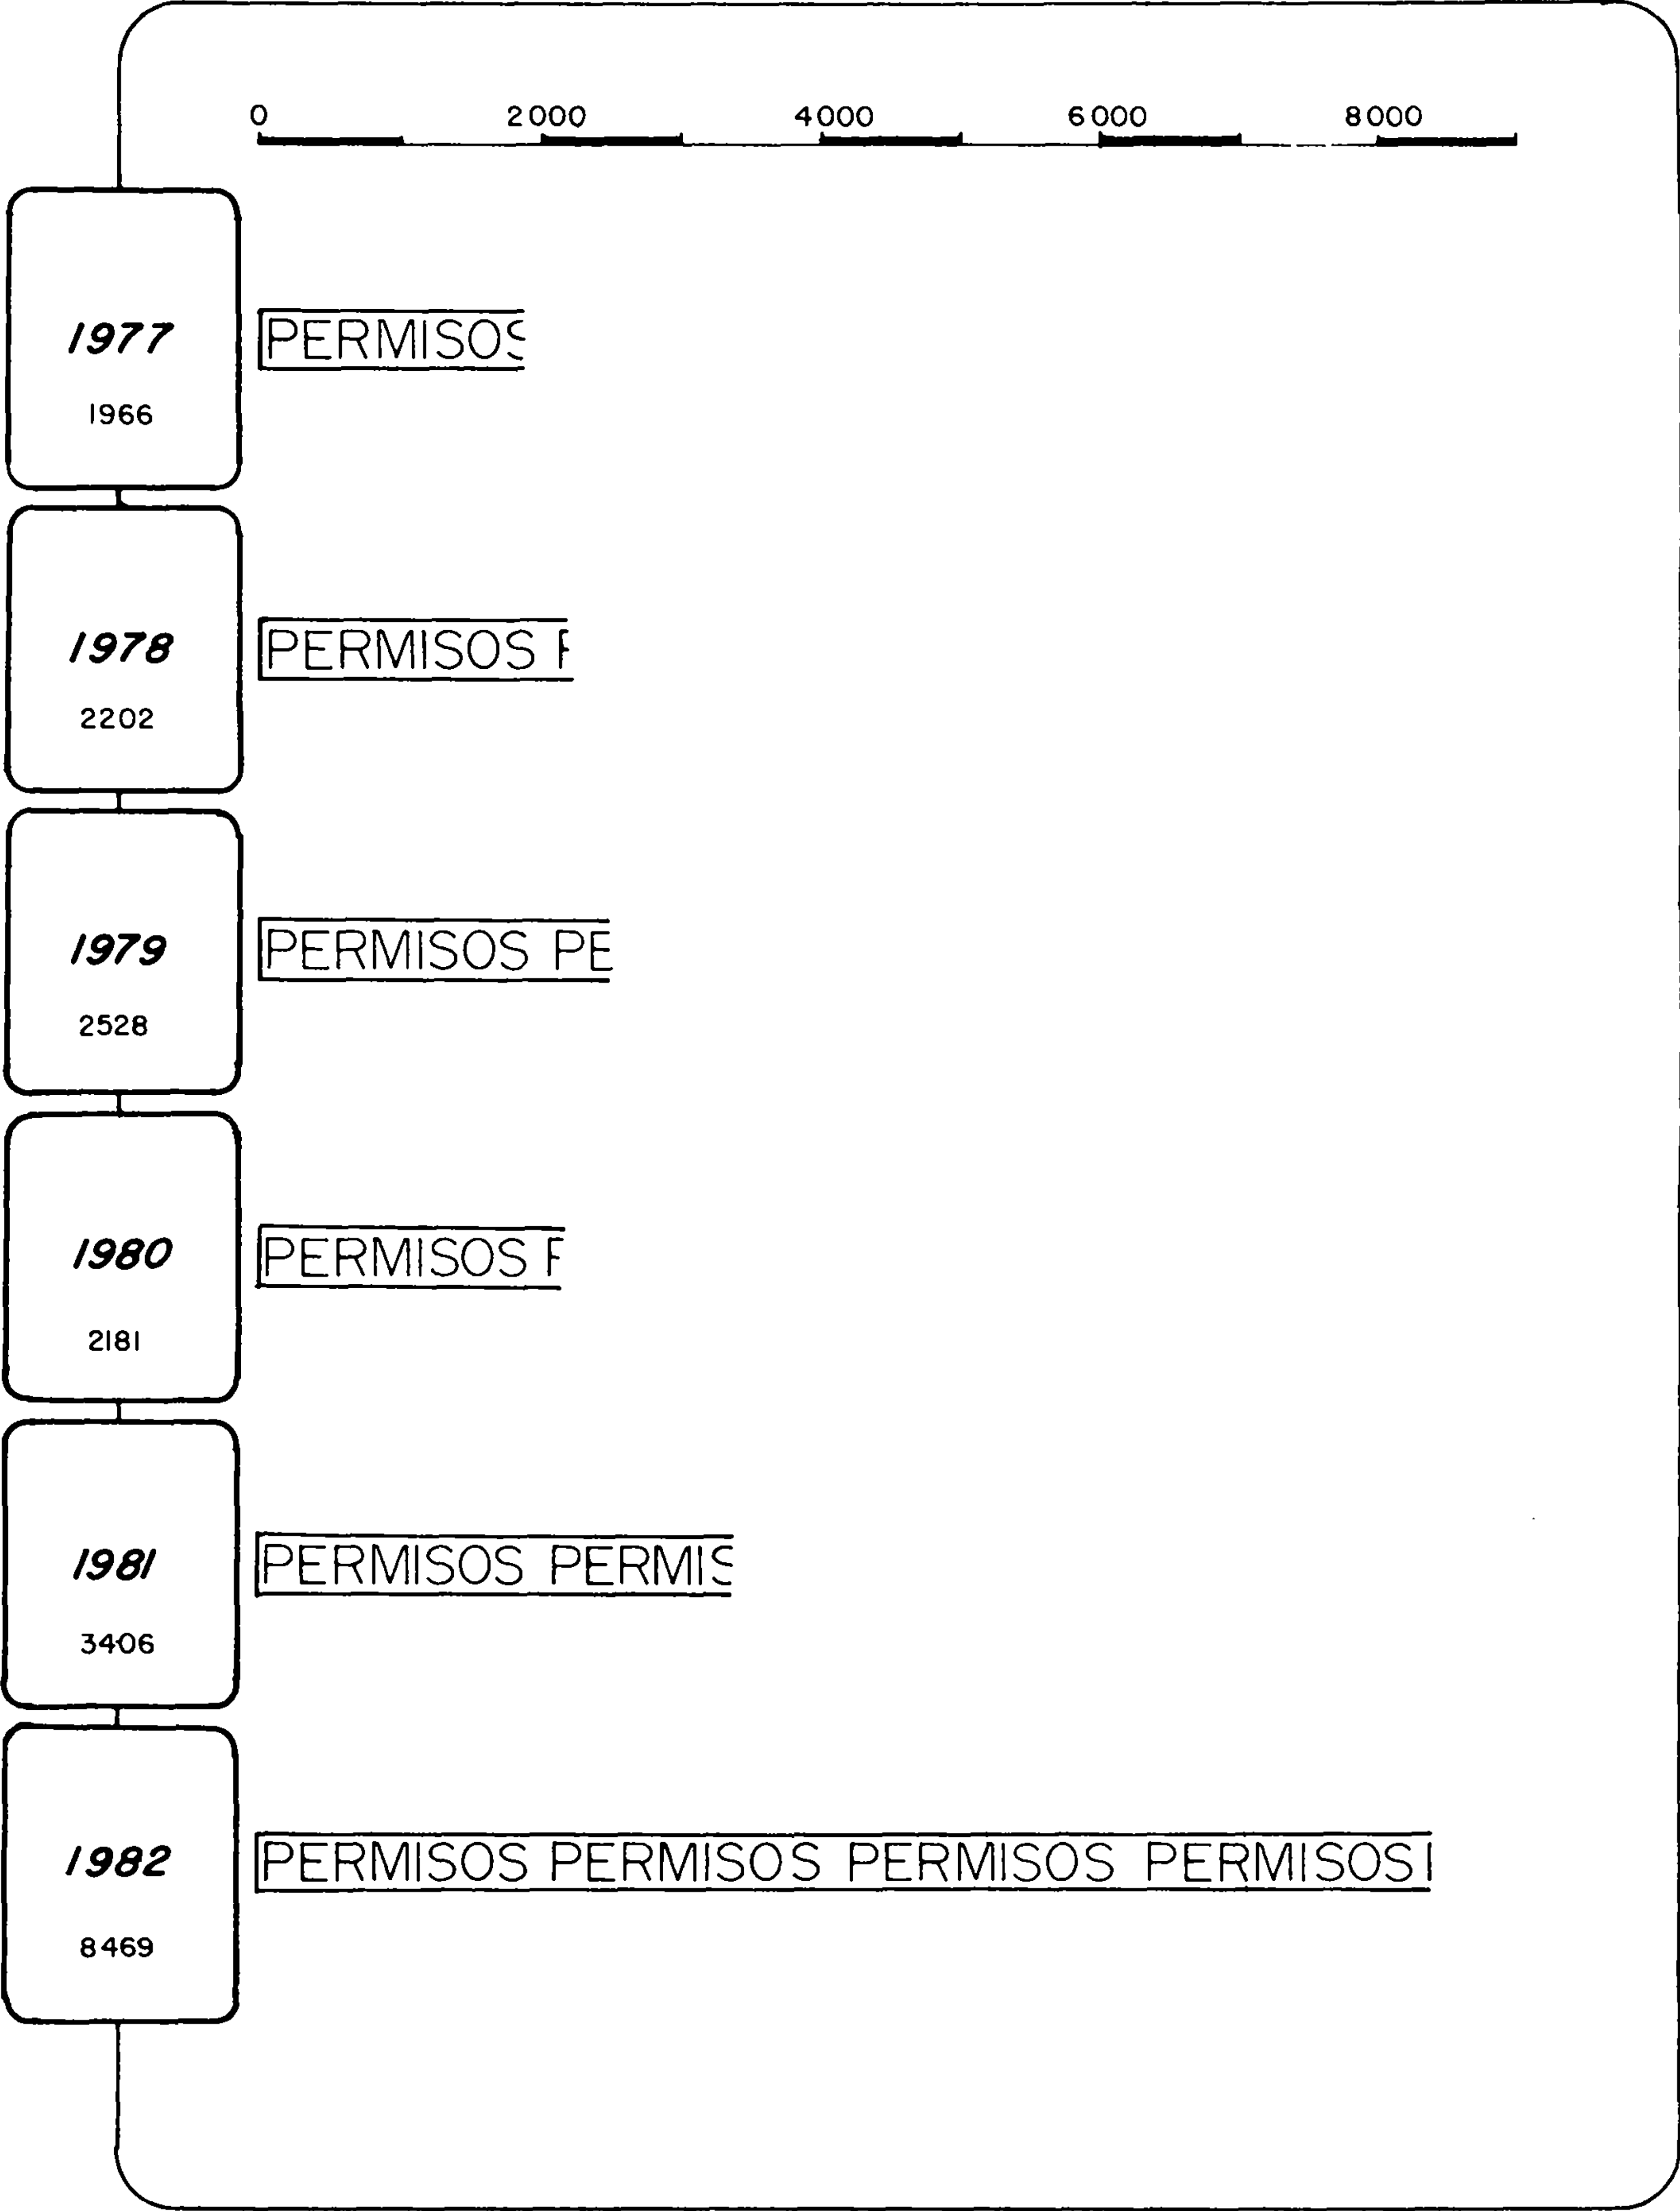 0 2000 4000 6000 8000
1977
PERMISOS
1966
1978
PERMISOS P
2202
1979
PERMISOS PE
2528
1980
PERMISOS P
2181
1981
PERMISOS PERMIS
3406
1982
PERMISOS PERMISOS PERMISOS PERMISOS
8469